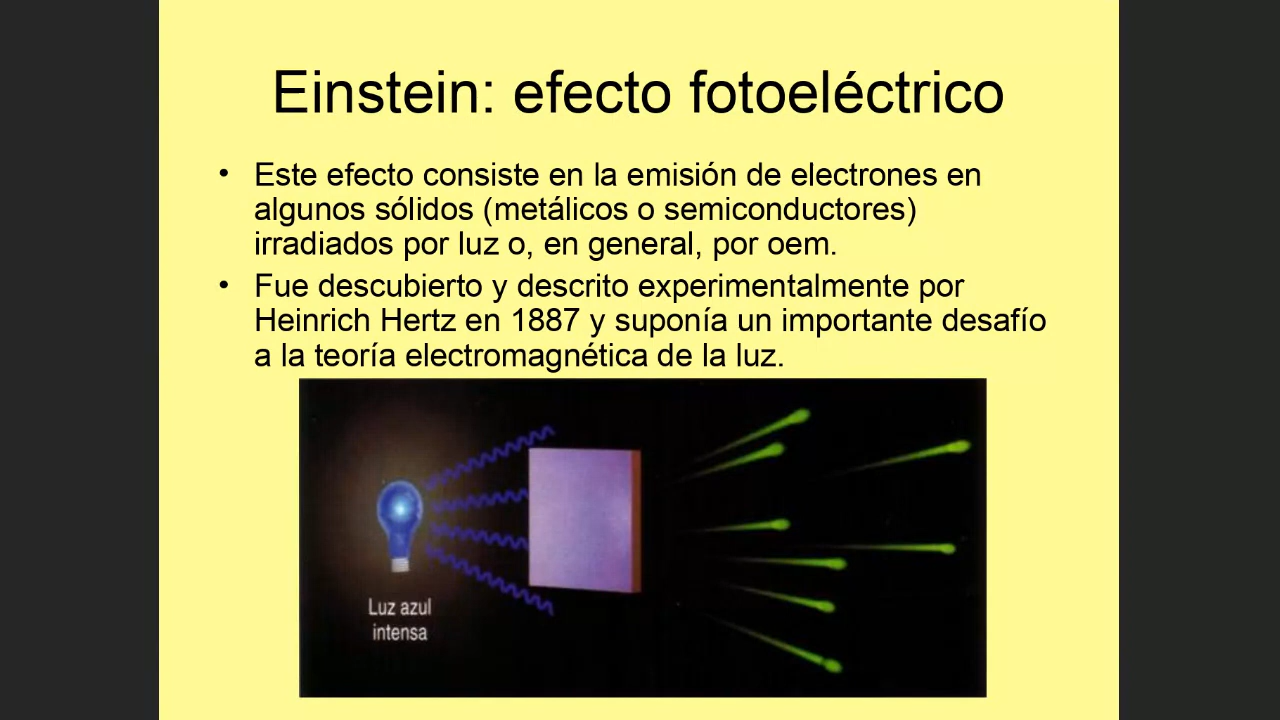 Einstein: efecto fotoeléctrico
• Este efecto consiste en la emisión de electrones en
algunos sólidos (metálicos o semiconductores)
irradiados por luz o, en general, por oem.
• Fue descubierto y descrito experimentalmente por
Heinrich Hertz en 1887 y suponía un importante desafío
a la teoría electromagnética de la luz.
Luz azul
intensa